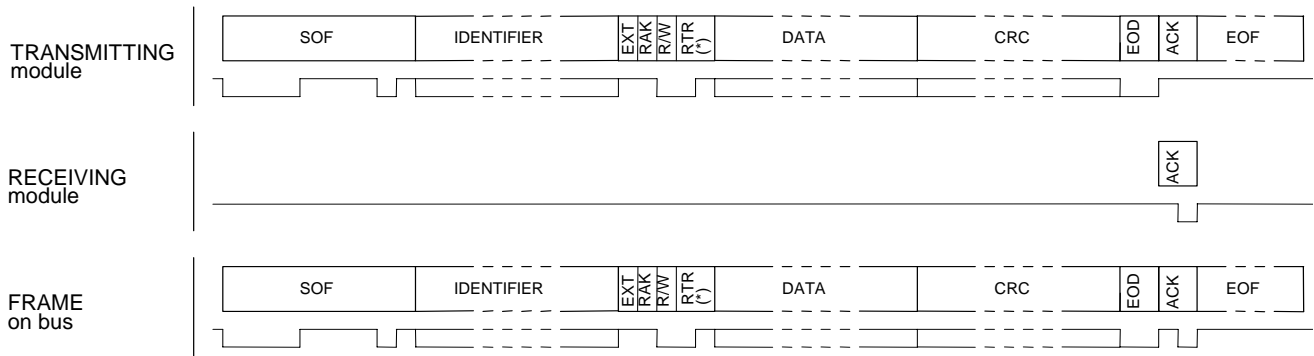 SOF IDENTIFIER EXT RAK R/W RTR (*) DATA CRC EOD ACK EOF
TRANSMITTING
module
ACK
RECEIVING
module
SOF IDENTIFIER EXT RAK R/W RTR (*) DATA CRC EOD ACK EOF
FRAME
on bus